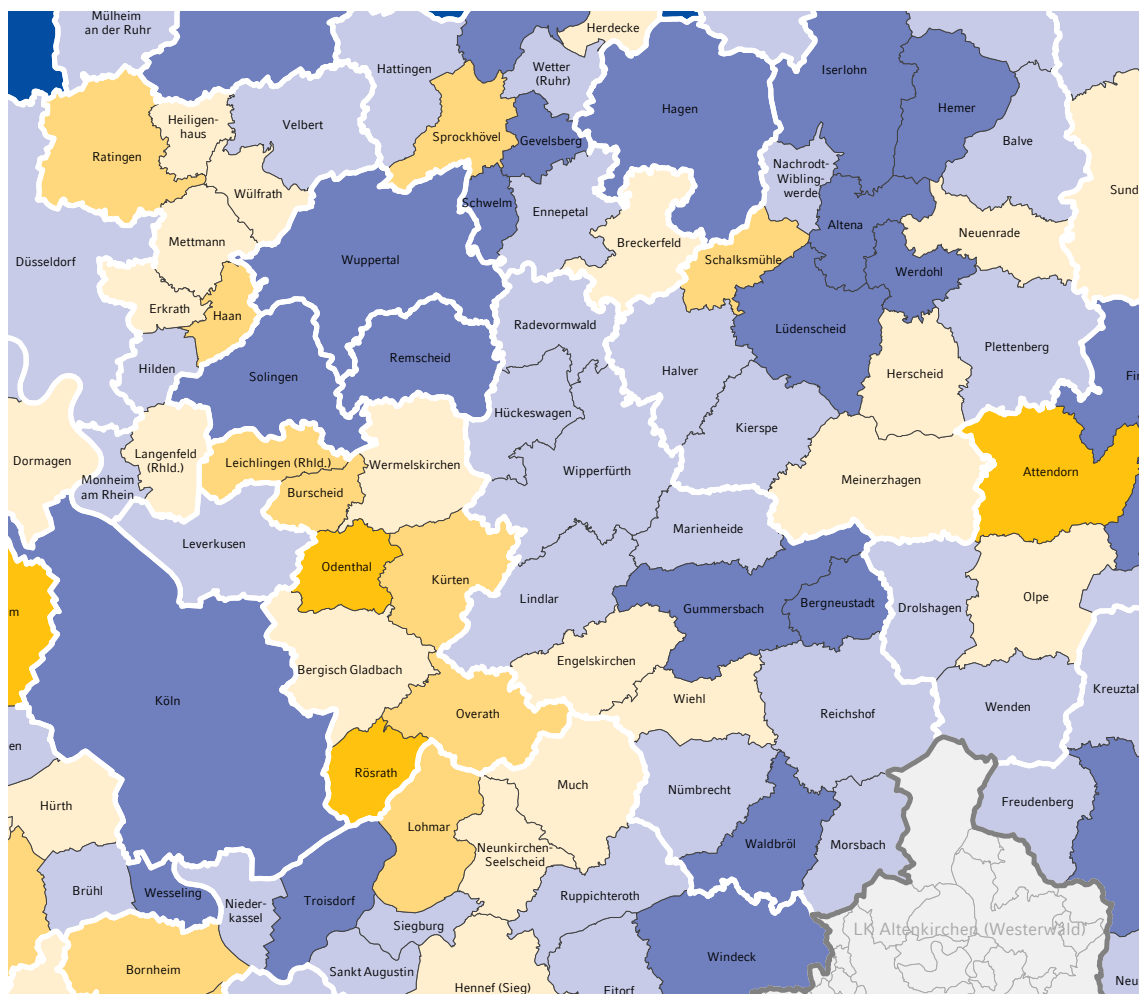 Mülheim
an der Ruhr
Herdecke
Hattingen
Wetter
(Ruhr)
Iserlohn
Hagen
Hemer
Heiligen-
haus
Velbert
Sprockhövel
Gevelsberg
Balve
Ratingen
Nachrodt-
Wibling-
werde
Sund
Wülfrath
Schwelm
Ennepetal
Altena
Mettmann
Breckerfeld
Neuenrade
Düsseldorf
Wuppertal
Schalksmühle
Werdohl
Erkrath
Haan
Radevormwald
Lüdenscheid
Plettenberg
Remscheid
Hilden
Solingen
Halver
Herscheid
Fin
Hückeswagen
Kierspe
Dormagen
Langenfeld
(Rhld.)
Leichlingen (Rhld.)
Wermelskirchen
Wipperfürth
Attendorn
Monheim
am Rhein
Burscheid
Meinerzhagen
Marienheide
Leverkusen
Odenthal
Kürten
m
Lindlar
Gummersbach
Bergneustadt
Drolshagen
Olpe
Bergisch Gladbach
Engelskirchen
Köln
Wiehl
Kreuztal
Overath
Reichshof
Wenden
en
Rösrath
Much
Nümbrecht
Freudenberg
Hürth
Lohmar
Neunkirchen-
Seelscheid
Waldbröl
Morsbach
Brühl
Wesseling
Nieder-
kassel
Troisdorf
Ruppichteroth
Siegburg
LK Altenkirchen (Westerwald)
Bornheim
Sankt Augustin
Windeck
Hennef (Sieg)
Eitorf
Neu